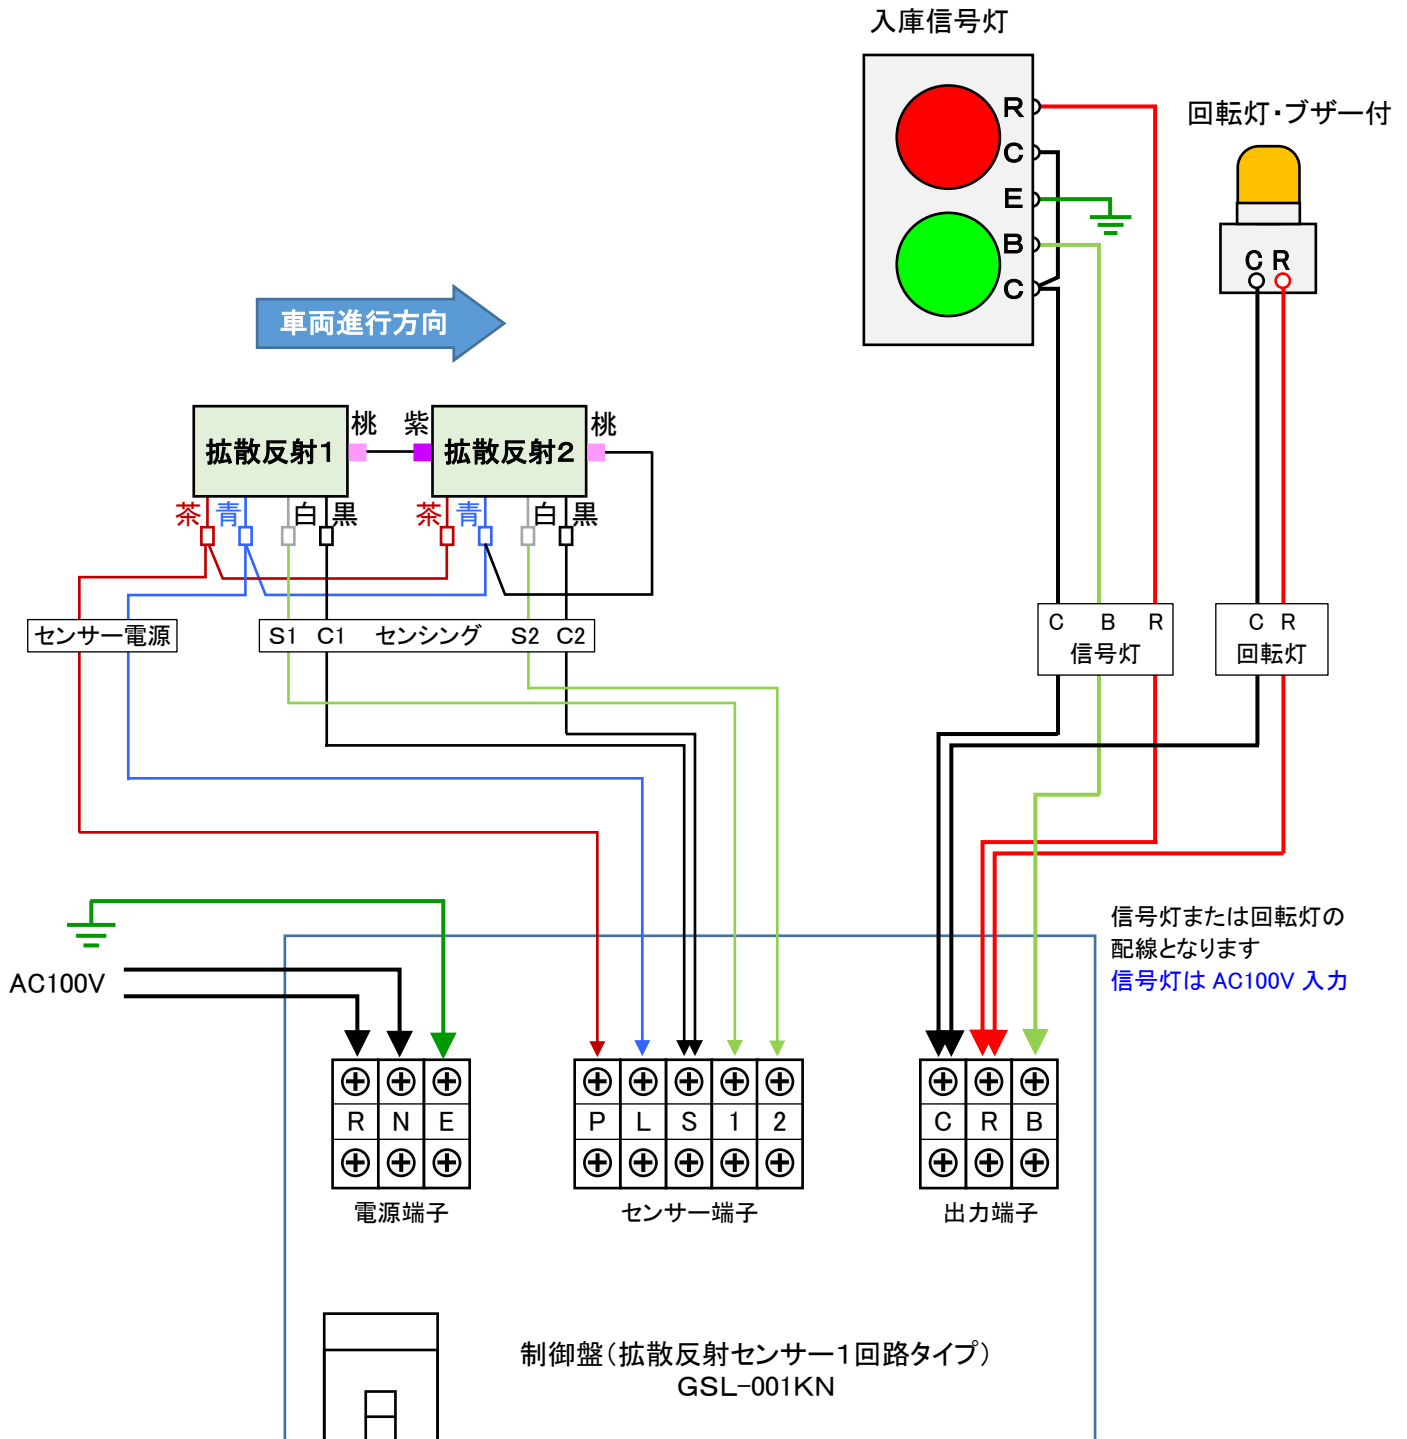 入庫信号灯
R
C
E
B
C
回転灯・ブザー付
C R
車両進行方向
拡散反射1
桃
紫
拡散反射2
桃
茶
青
白
黒
茶
青
白
黒
センサー電源
S1 C1 センシング S2 C2
C B R
信号灯
C R
回転灯
信号灯または回転灯の
配線となります
信号灯は AC100V 入力
AC100V
R N E
電源端子
P L S 1 2
センサー端子
C R B
出力端子
制御盤(拡散反射センサー1回路タイプ)
GSL-001KN